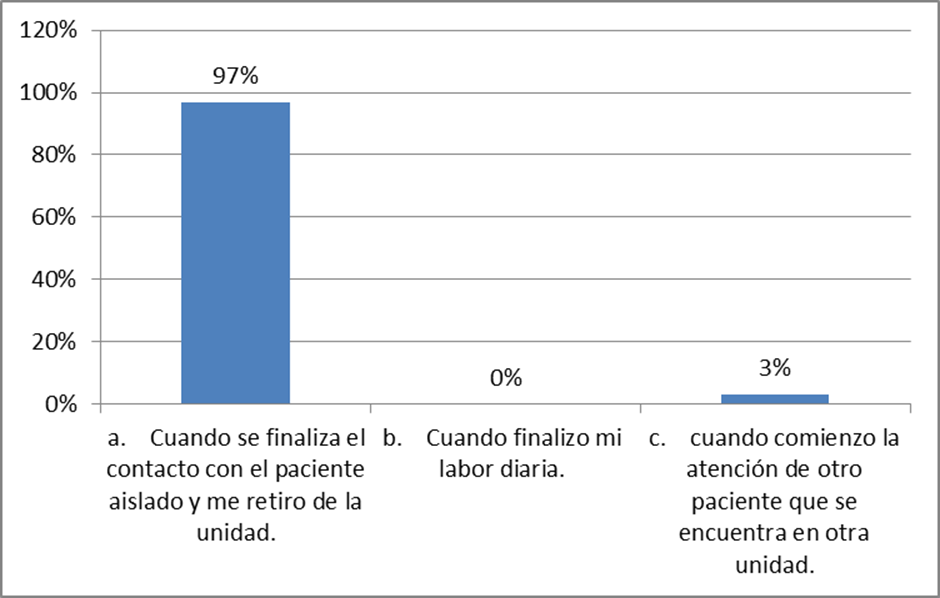 120%
100%
80%
60%
40%
20%
0%
97%
0%
3%
a. Cuando se finaliza el
contacto con el paciente
aislado y me retiro de la
unidad.
b. Cuando finalizo mi
labor diaria.
c. cuando comienzo la
atención de otro
paciente que se
encuentra en otra
unidad.